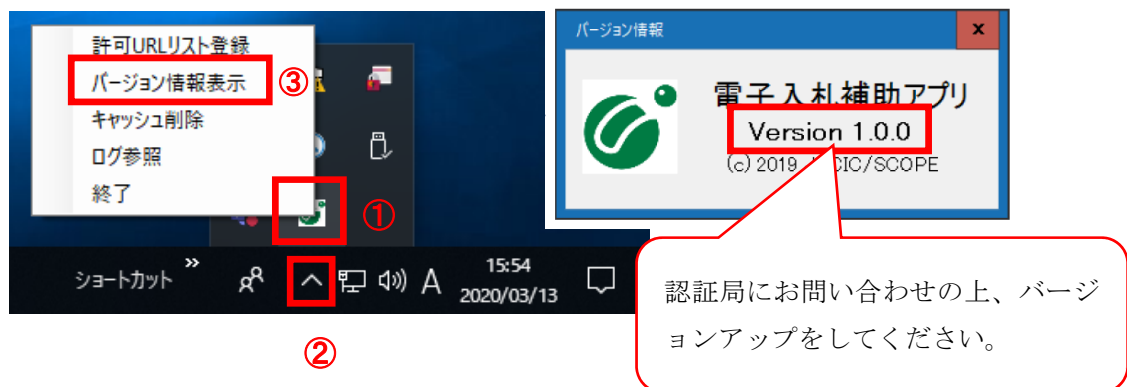 許可URLリスト登録
バージョン情報表示
③
キャッシュ削除
ログ参照
終了
①
ショートカット
»
A
15:54
2020/03/13
②
バージョン情報
x
電子入札補助アプリ
Version 1.0.0
(c) 2019 CIC/SCOPE
認証局にお問い合わせの上、バージ
ョンアップをしてください。